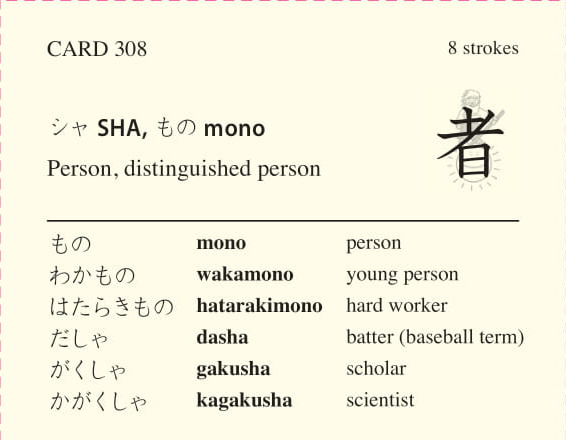 CARD 308 8 strokes
シャ SHA, もの mono
者
Person, distinguished person
もの mono person
わかもの wakamono young person
はたらきもの hatarakimono hard worker
だしゃ dasha batter (baseball term)
がくしゃ gakusha scholar
かがくしゃ kagakusha scientist